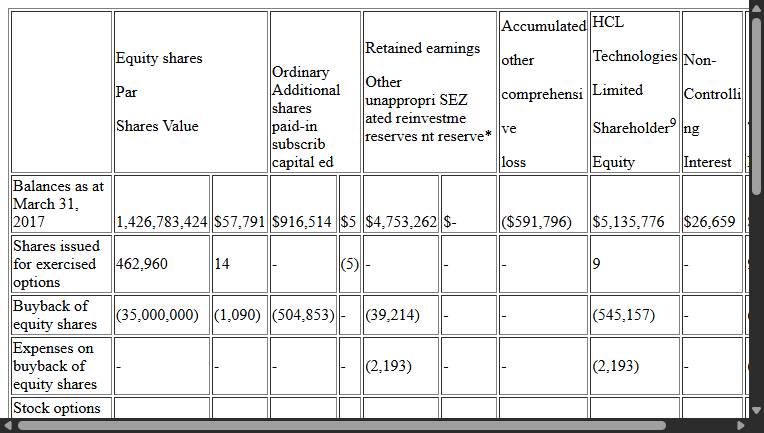 Equity shares
Par
Shares Value
Ordinary
Additional
shares
paid-in
subscrib
capital ed
Retained earnings
Other
unappropri SEZ
ated reinvestme
reserves nt reserve*
Accumulated
other
comprehensi
ve
loss
HCL
Technologies
Limited
Shareholder9
Equity
Non-
Controlli
ng
Interest
Balances as at
March 31,
2017
1,426,783,424 $57,791 $916,514 $5 $4,753,262 $- ($591,796) $5,135,776 $26,659
Shares issued
for exercised
options
462,960 14 - (5) - - - 9 -
Buyback of
equity shares
(35,000,000) (1,090) (504,853) - (39,214) - - (545,157) -
Expenses on
buyback of
equity shares
- - - - (2,193) - - (2,193) -
Stock options